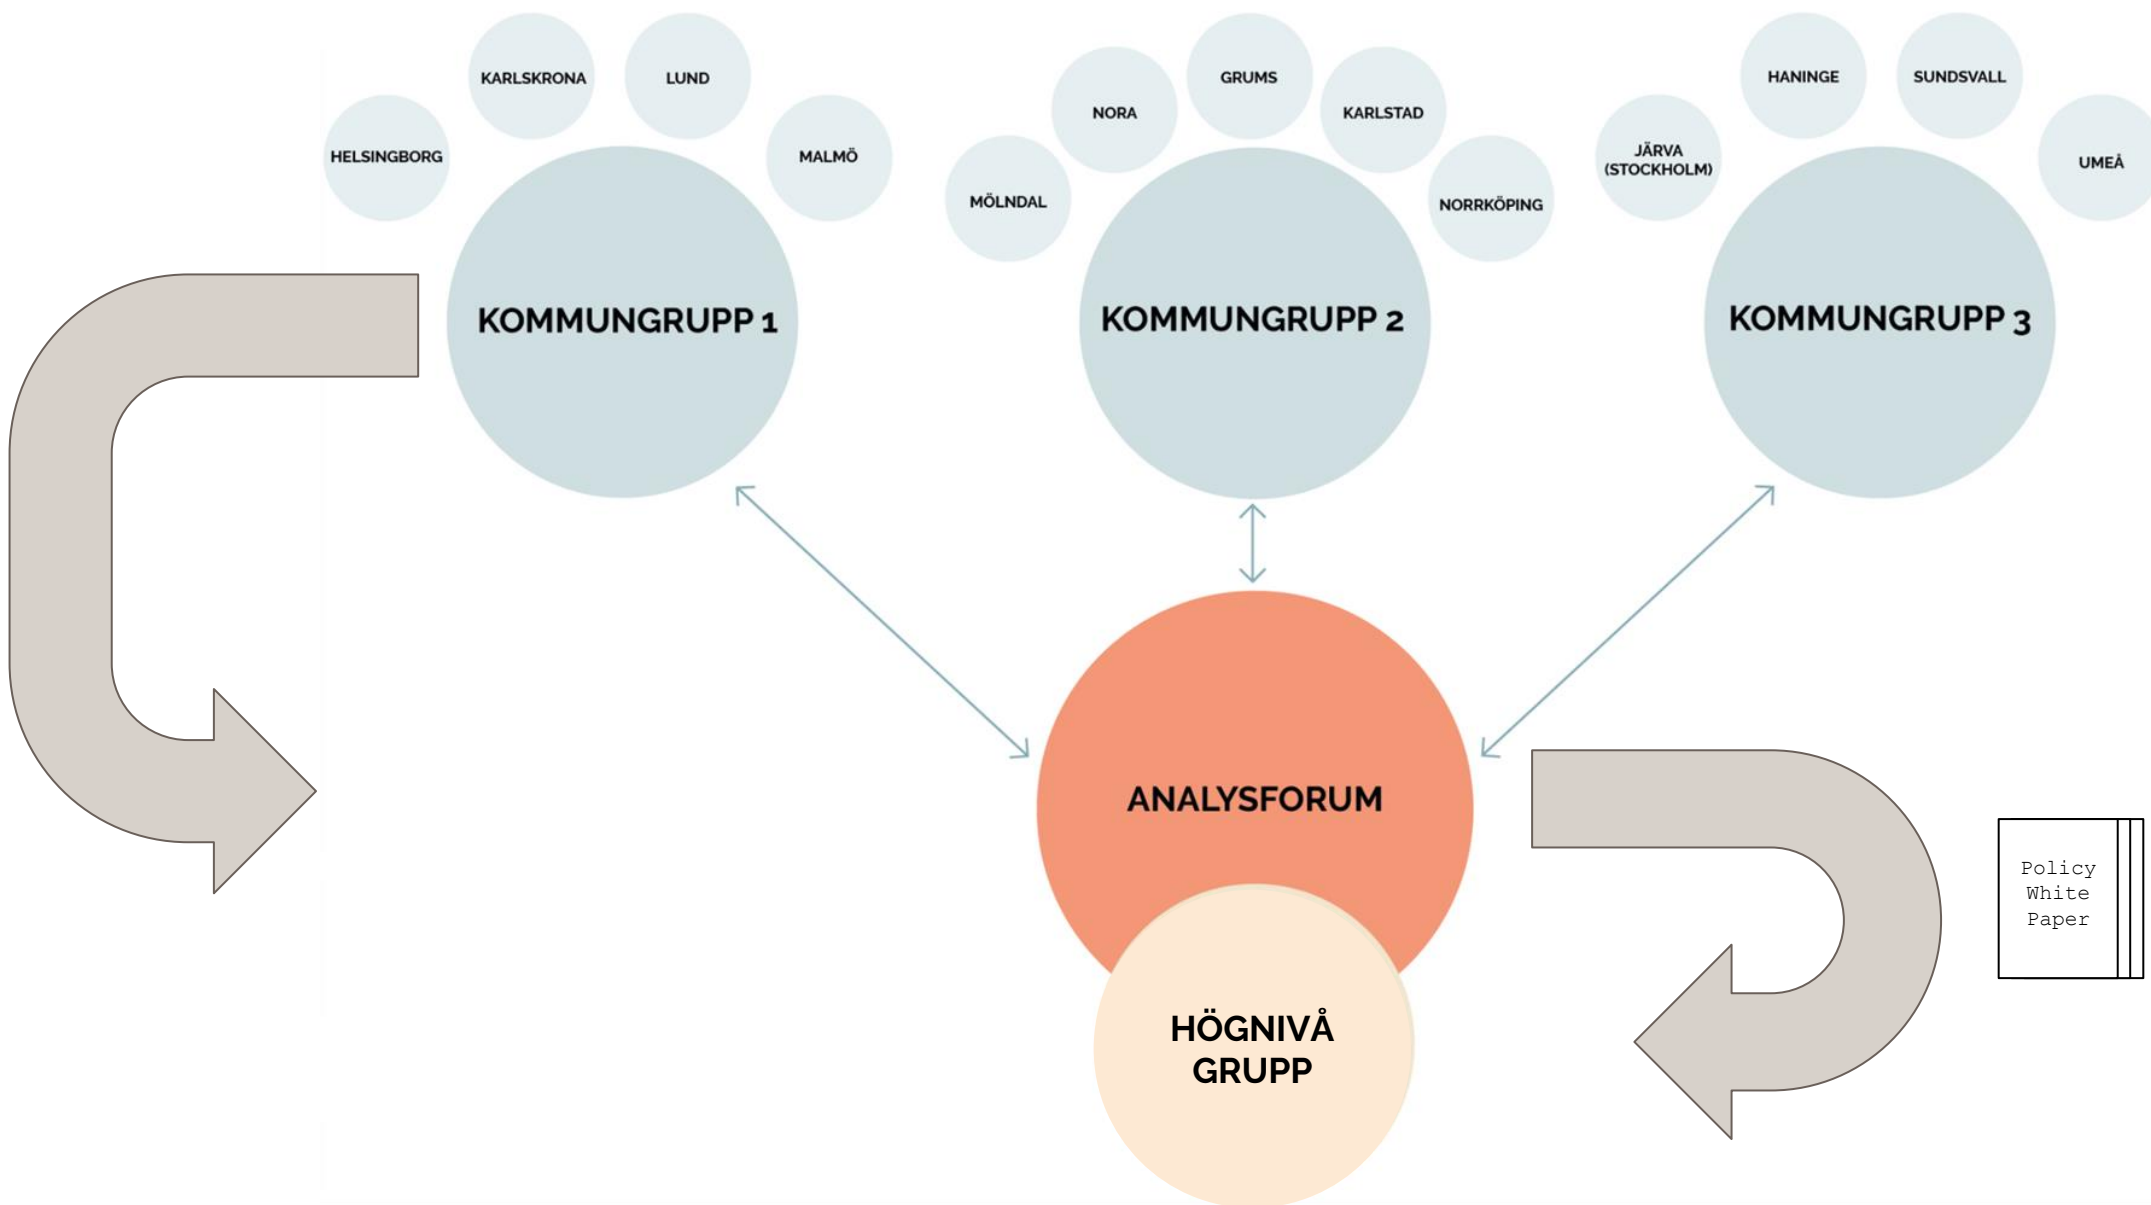 KARLSKRONA
LUND
HELSINGBORG
MALMÖ
KOMMUNGRUPP 1
GRUMS
NORA
KARLSTAD
MÖLNDAL
NORRKÖPING
KOMMUNGRUPP 2
HANINGE
SUNDSVALL
JÄRVA
(STOCKHOLM)
UMEÅ
KOMMUNGRUPP 3
ANALYSFORUM
HÖGNIVÅ
GRUPP
Policy
White
Paper